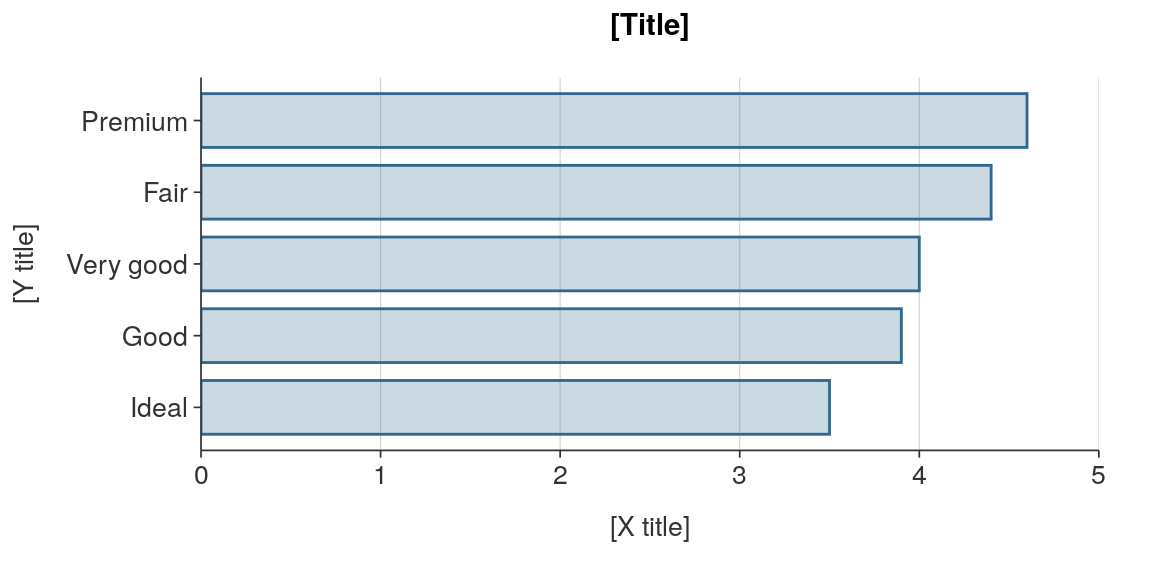 [Title]
[Y title]
Premium
Fair
Very good
Good
Ideal
0 1 2 3 4 5
[X title]